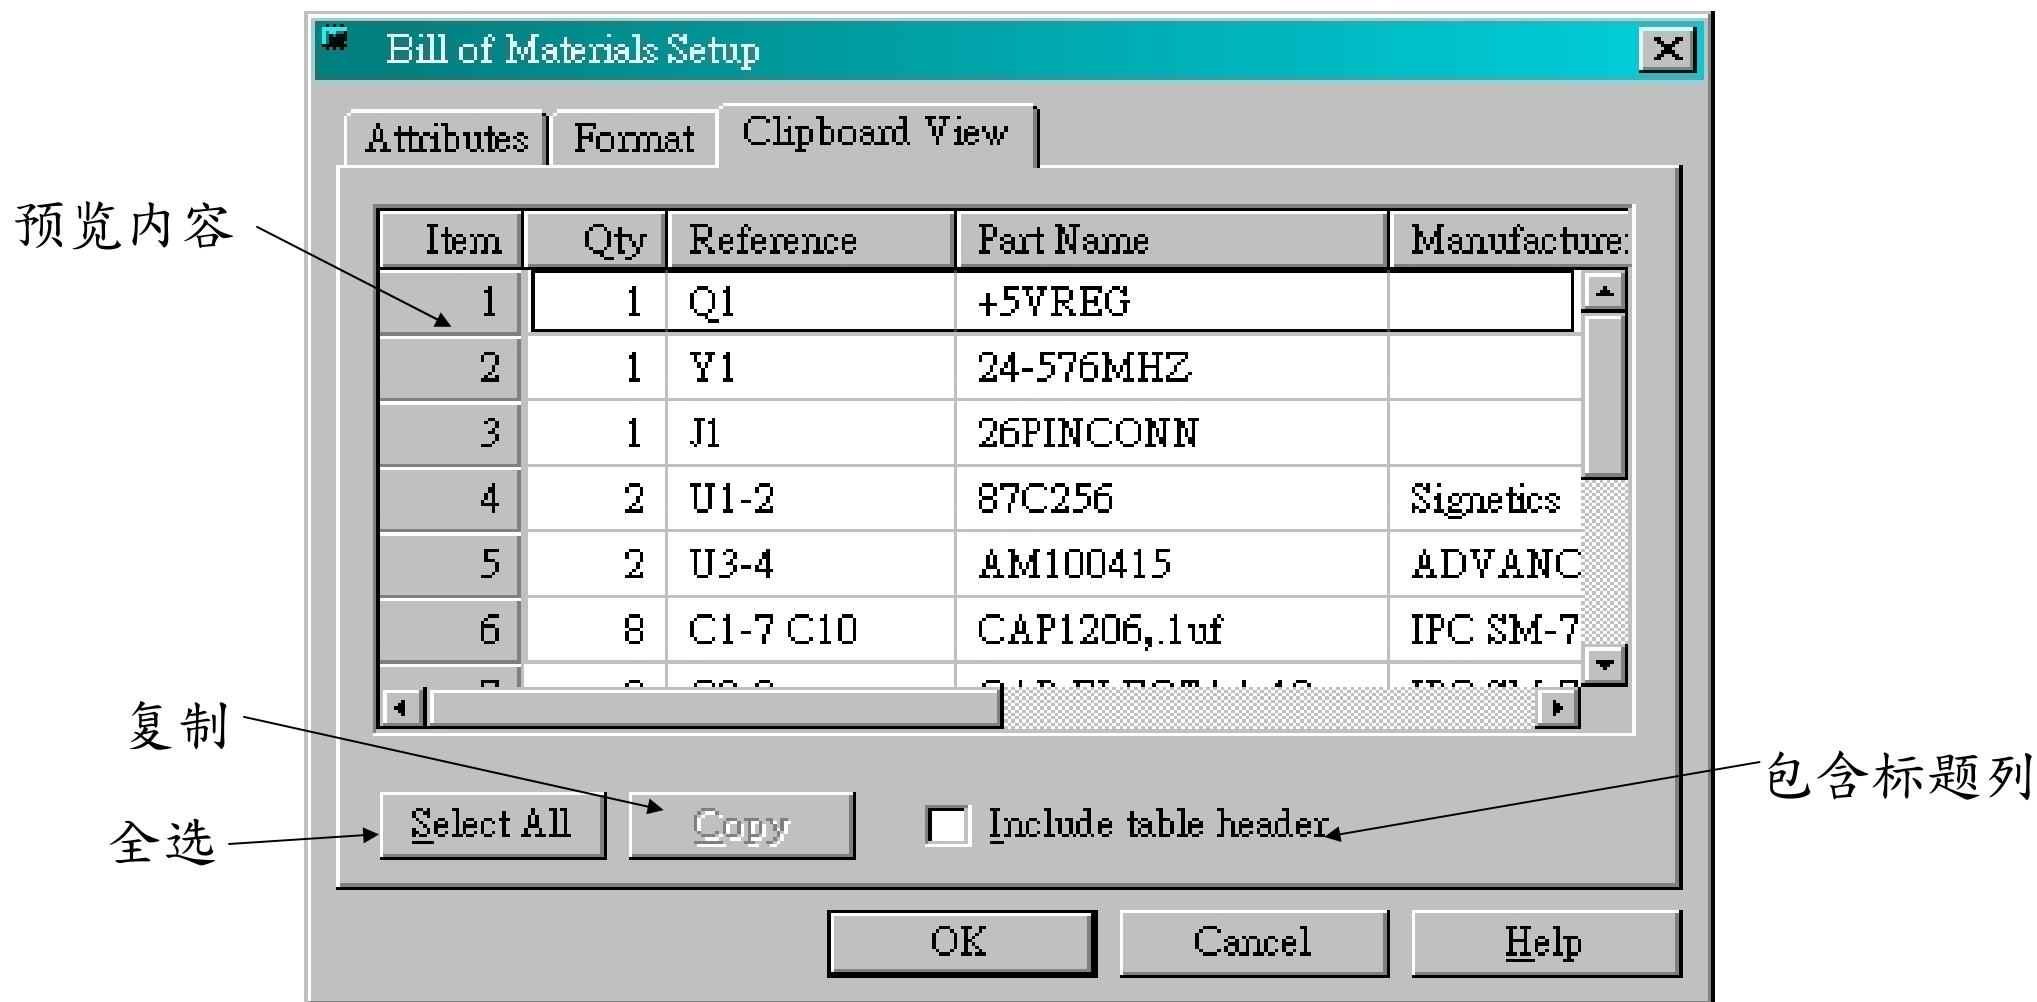 Bill of Materials Setup
Attributes Format Clipboard View
预览内容
Item Qty Reference Part Name Manufacturer
1 1 Q1 +5VREG
2 1 Y1 24-576MHZ
3 1 J1 26PINCONN
4 2 U1-2 87C256 Signetics
5 2 U3-4 AM100415 ADVANC
6 8 C1-7 C10 CAP1206,.1uf IPC SM-7
复制
包含标题列
全选
Select All Copy Include table header
OK Cancel Help